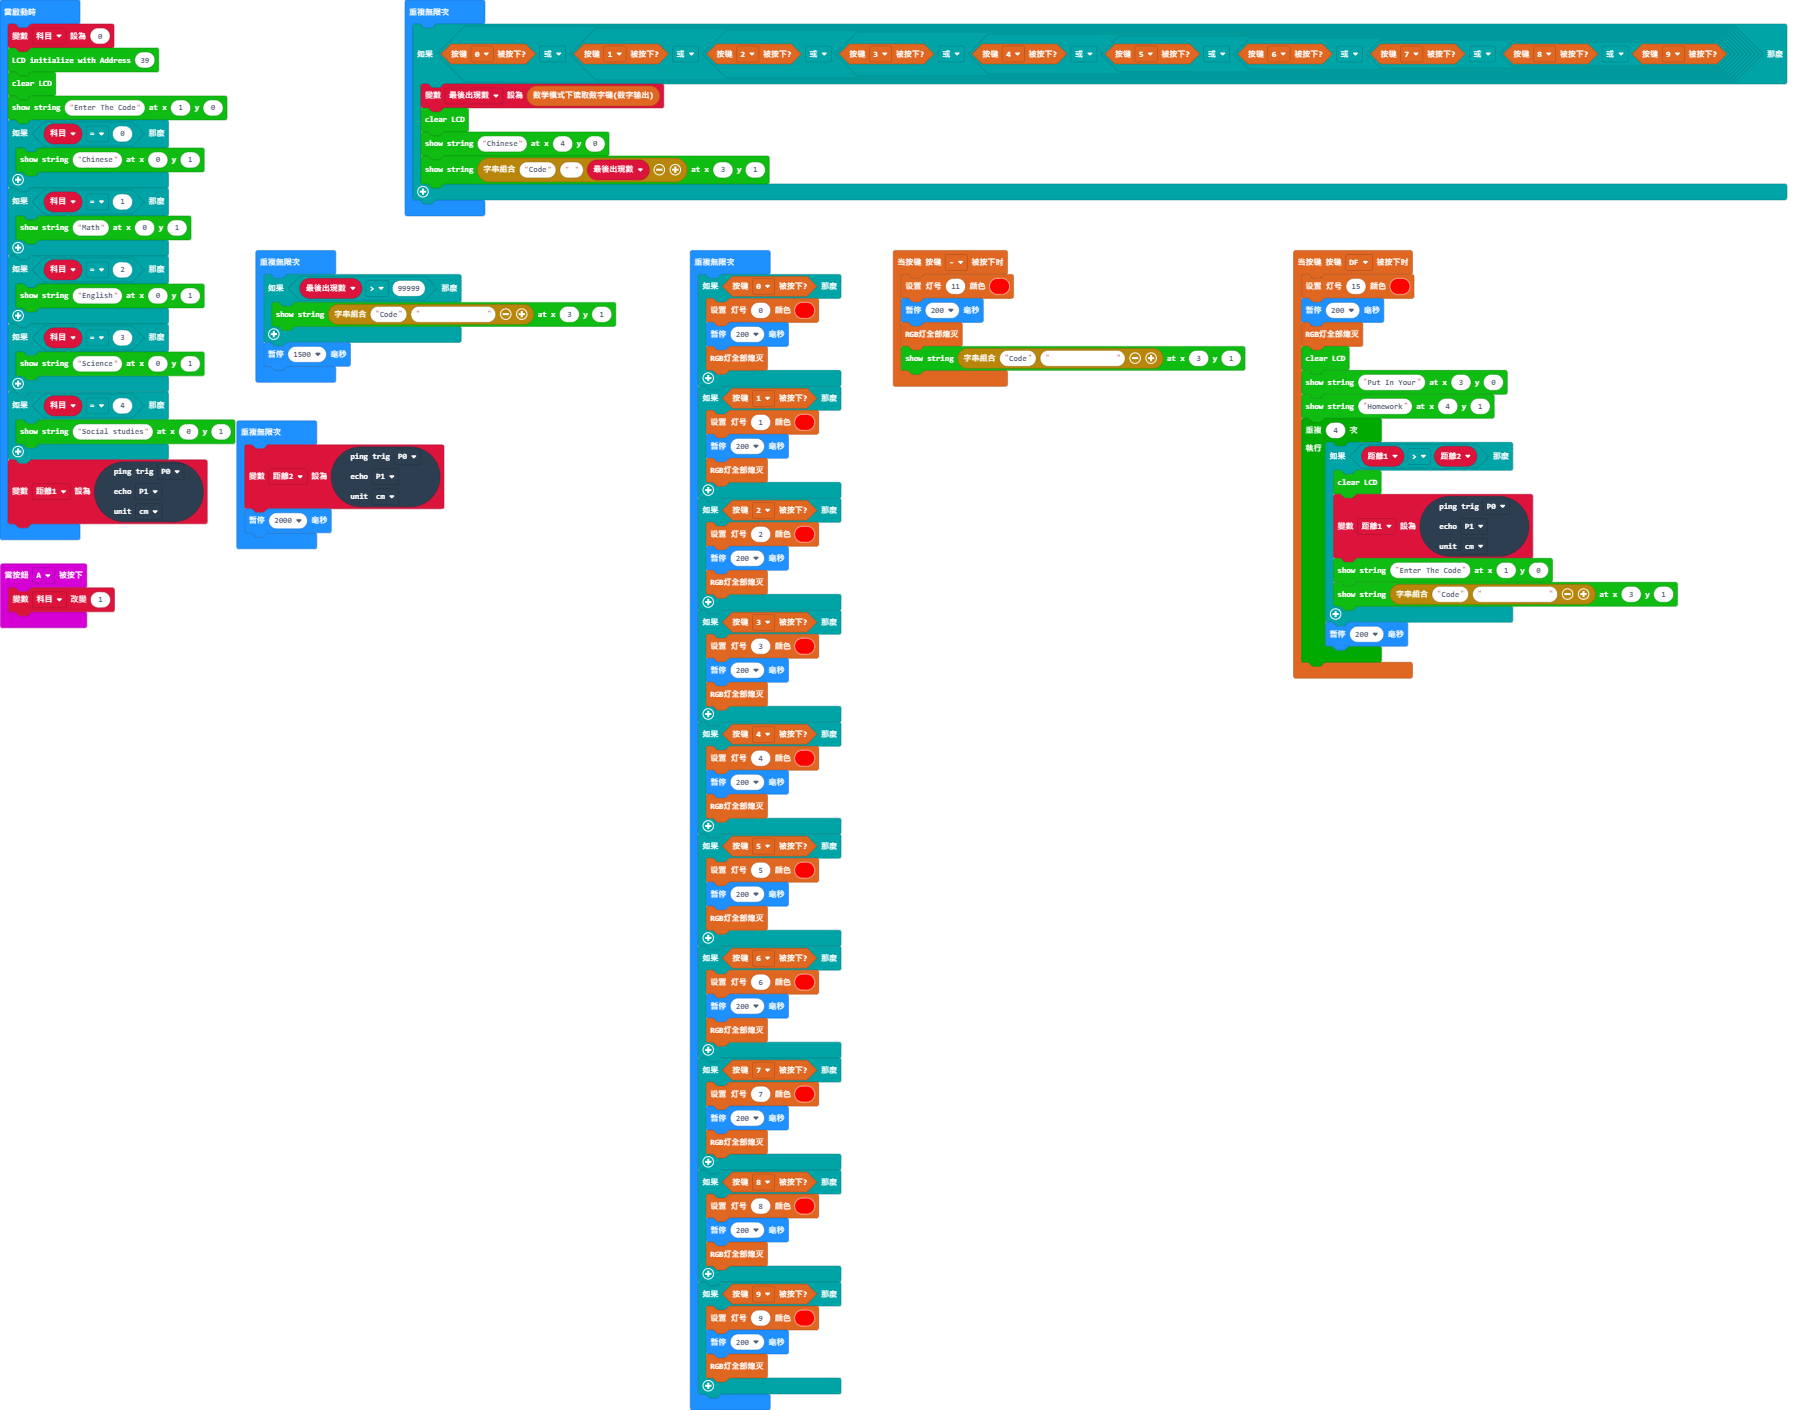 當啟動時
變數 科目 設為 0
LCD initialize with Address 39
clear LCD
show string "Enter The Code" at x 1 y 0
如果 科目 = 0 那麼
show string "Chinese" at x 0 y 1
如果 科目 = 1 那麼
show string "Math" at x 0 y 1
如果 科目 = 2 那麼
show string "English" at x 0 y 1
如果 科目 = 3 那麼
show string "Science" at x 0 y 1
如果 科目 = 4 那麼
show string "Social studies" at x 0 y 1
變數 距離1 設為 ping trig P0
echo P1
unit cm
當按鈕 A 被按下
變數 科目 改變 1
重複無限次
如果 按键 0 被按下? 或 按键 1 被按下? 或 按键 2 被按下? 或 按键 3 被按下? 或 按键 4 被按下? 或 按键 5 被按下? 或 按键 6 被按下? 或 按键 7 被按下? 或 按键 8 被按下? 或 按键 9 被按下? 那麼
變數 最後出現數 設為 数学模式下读取数字键(数字输出)
clear LCD
show string "Chinese" at x 4 y 0
show string 字串組合 "Code" " " 最後出現數 at x 3 y 1
重複無限次
如果 最後出現數 > 99999 那麼
show string 字串組合 "Code" " " at x 3 y 1
暫停 1500 毫秒
重複無限次
變數 距離2 設為 ping trig P0
echo P1
unit cm
暫停 2000 毫秒
重複無限次
如果 按键 0 被按下? 那麼
设置 灯号 0 颜色
暫停 200 毫秒
RGB灯全部熄灭
如果 按键 1 被按下? 那麼
设置 灯号 1 颜色
暫停 200 毫秒
RGB灯全部熄灭
如果 按键 2 被按下? 那麼
设置 灯号 2 颜色
暫停 200 毫秒
RGB灯全部熄灭
如果 按键 3 被按下? 那麼
设置 灯号 3 颜色
暫停 200 毫秒
RGB灯全部熄灭
如果 按键 4 被按下? 那麼
设置 灯号 4 颜色
暫停 200 毫秒
RGB灯全部熄灭
如果 按键 5 被按下? 那麼
设置 灯号 5 颜色
暫停 200 毫秒
RGB灯全部熄灭
如果 按键 6 被按下? 那麼
设置 灯号 6 颜色
暫停 200 毫秒
RGB灯全部熄灭
如果 按键 7 被按下? 那麼
设置 灯号 7 颜色
暫停 200 毫秒
RGB灯全部熄灭
如果 按键 8 被按下? 那麼
设置 灯号 8 颜色
暫停 200 毫秒
RGB灯全部熄灭
如果 按键 9 被按下? 那麼
设置 灯号 9 颜色
暫停 200 毫秒
RGB灯全部熄灭
当按键 按键 - 被按下时
设置 灯号 11 颜色
暫停 200 毫秒
RGB灯全部熄灭
show string 字串組合 "Code" " " at x 3 y 1
当按键 按键 DF 被按下时
设置 灯号 15 颜色
暫停 200 毫秒
RGB灯全部熄灭
clear LCD
show string "Put In Your" at x 3 y 0
show string "Homework" at x 4 y 1
重複 4 次
執行 如果 距離1 > 距離2 那麼
clear LCD
變數 距離1 設為 ping trig P0
echo P1
unit cm
show string "Enter The Code" at x 1 y 0
show string 字串組合 "Code" " " at x 3 y 1
暫停 200 毫秒